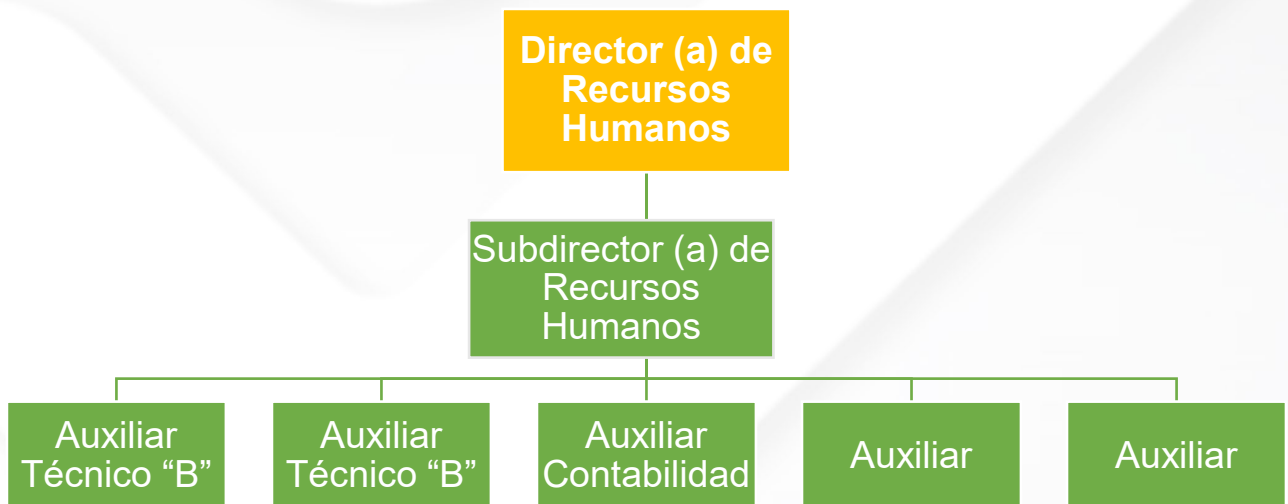 Director (a) de
Recursos
Humanos
Subdirector (a) de
Recursos
Humanos
Auxiliar
Técnico “B”
Auxiliar
Técnico “B”
Auxiliar
Contabilidad
Auxiliar
Auxiliar